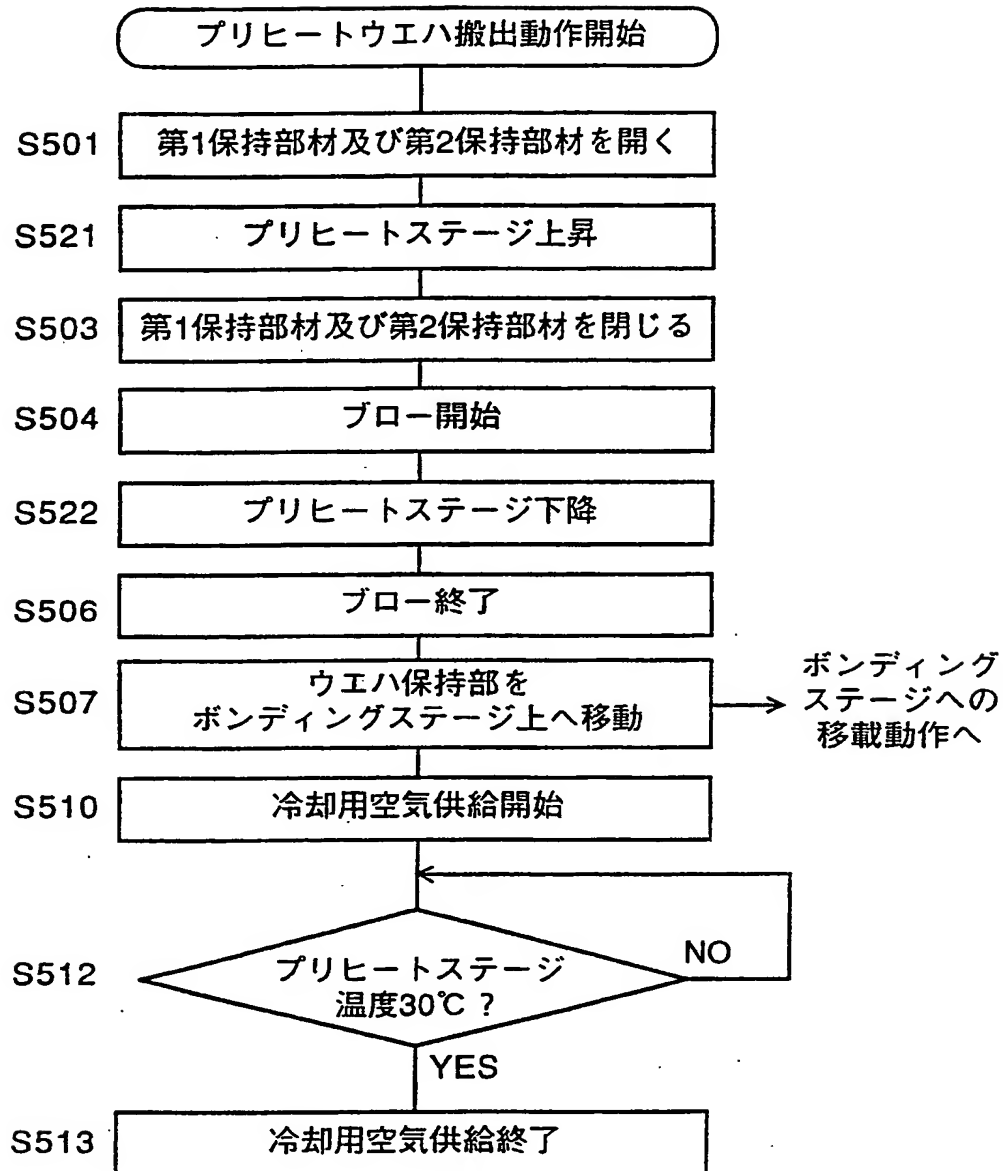 プリヒートウエハ搬出動作開始
S501 第1保持部材及び第2保持部材を開く
S521 プリヒートステージ上昇
S503 第1保持部材及び第2保持部材を閉じる
S504 ブロー開始
S522 プリヒートステージ下降
S506 ブロー終了
S507 ウエハ保持部を
ボンディングステージ上へ移動
ボンディング
ステージへの
移載動作へ
S510 冷却用空気供給開始
S512 プリヒートステージ
温度30℃?
NO
YES
S513 冷却用空気供給終了